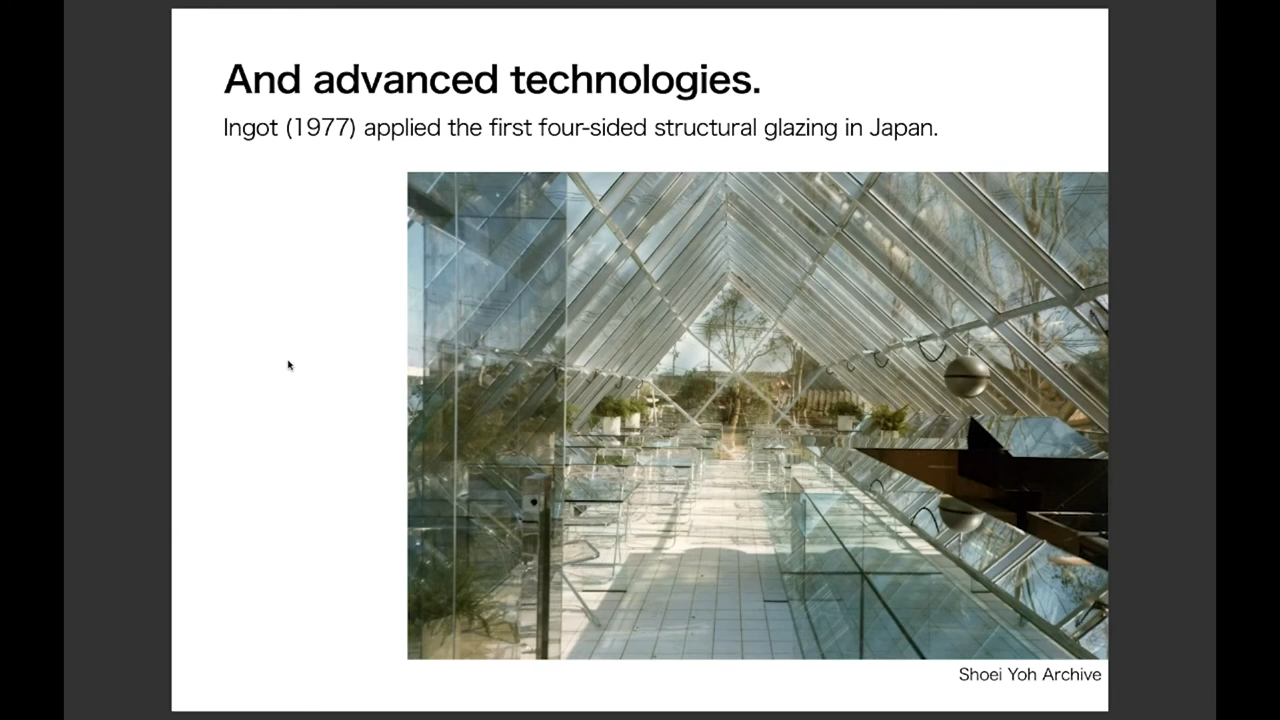 And advanced technologies.
Ingot (1977) applied the first four-sided structural glazing in Japan.
Shoei Yoh Archive